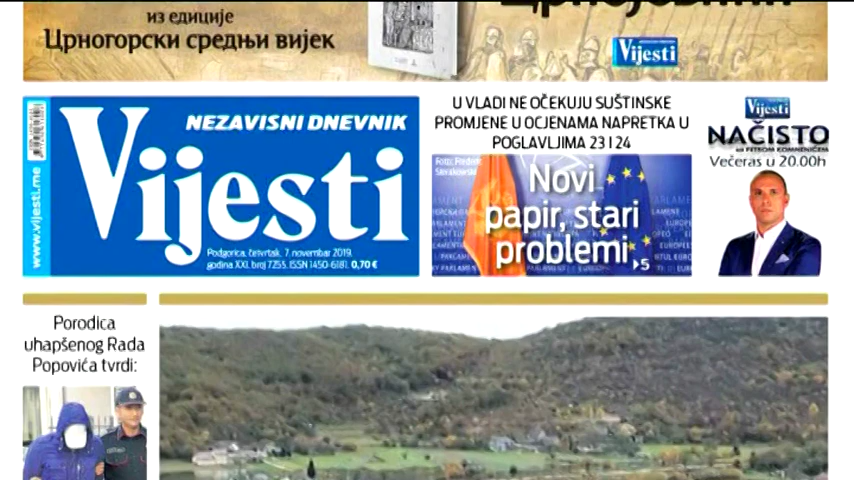 из едиције
Црногорски средњи вијек
Vijesti
NEZAVISNI DNEVNIK
Vijesti
www.vijesti.me
Podgorica, četvrtak, 7. novembar 2019.
godina XXI, broj 7255, ISSN 1450-6181, 0,70 €
U VLADI NE OČEKUJU SUŠTINSKE
PROMJENE U OCJENAMA NAPRETKA U
POGLAVLJIMA 23 I 24
Novi
papir, stari
problemi
5
Vijesti
NAČISTO
Večeras u 20.00h
Porodica
uhapšenog Rada
Popovića tvrdi: